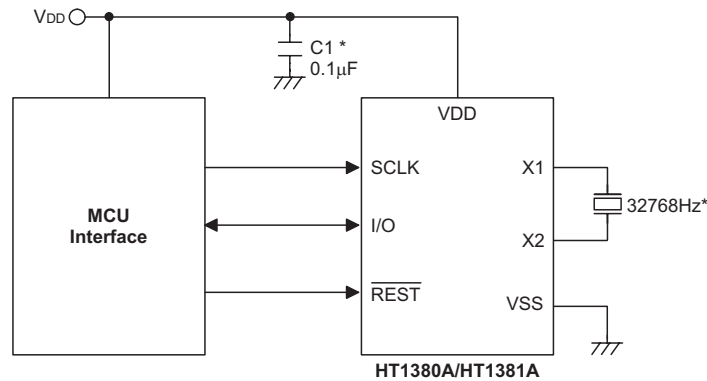 VDD
C1 *
0.1μF
VDD
MCU
Interface
SCLK
I/O
REST
X1
X2
VSS
32768Hz*
HT1380A/HT1381A